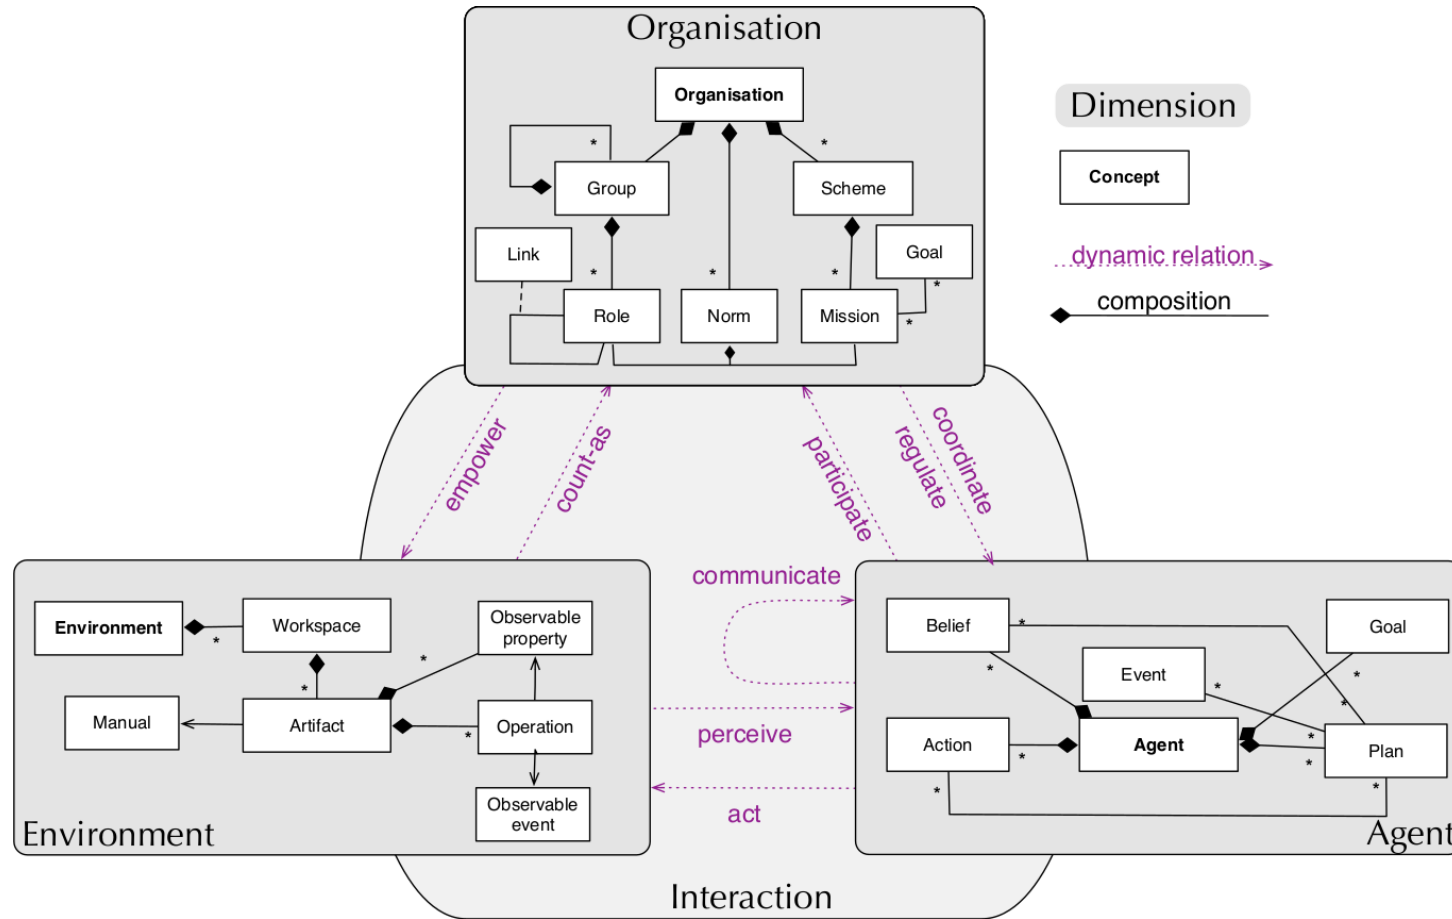 Organisation
Organisation
*
*
Group
Scheme
Link
Goal
*
*
*
*
Role
Norm
Mission
*
Dimension
Concept
dynamic relation
composition
empower
count-as
participate
regulate
coordinate
communicate
perceive
act
Environment
*
Workspace
Observable
property
*
*
Manual
Artifact
*
Operation
Observable
event
Environment
Belief
*
Goal
*
Event
*
*
*
*
Action
*
Agent
*
Plan
*
*
Agent
Interaction